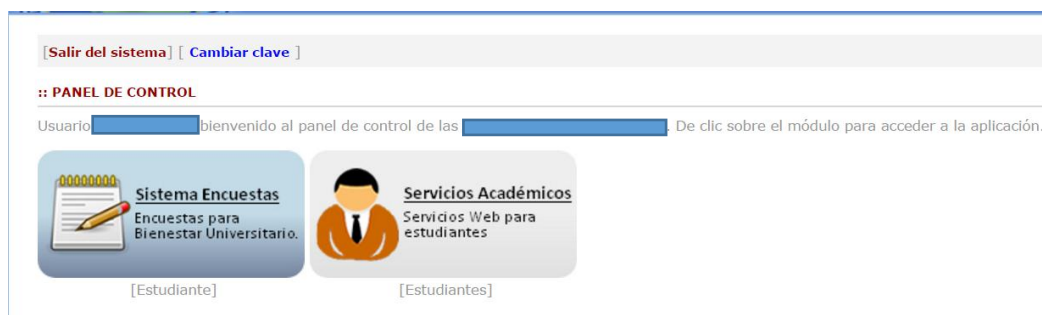 [Salir del sistema] [ Cambiar clave ]
:: PANEL DE CONTROL
Usuario bienvenido al panel de control de las . De clic sobre el módulo para acceder a la aplicación.
Sistema Encuestas
Encuestas para
Bienestar Universitario.
[Estudiante]
Servicios Académicos
Servicios Web para
estudiantes
[Estudiantes]